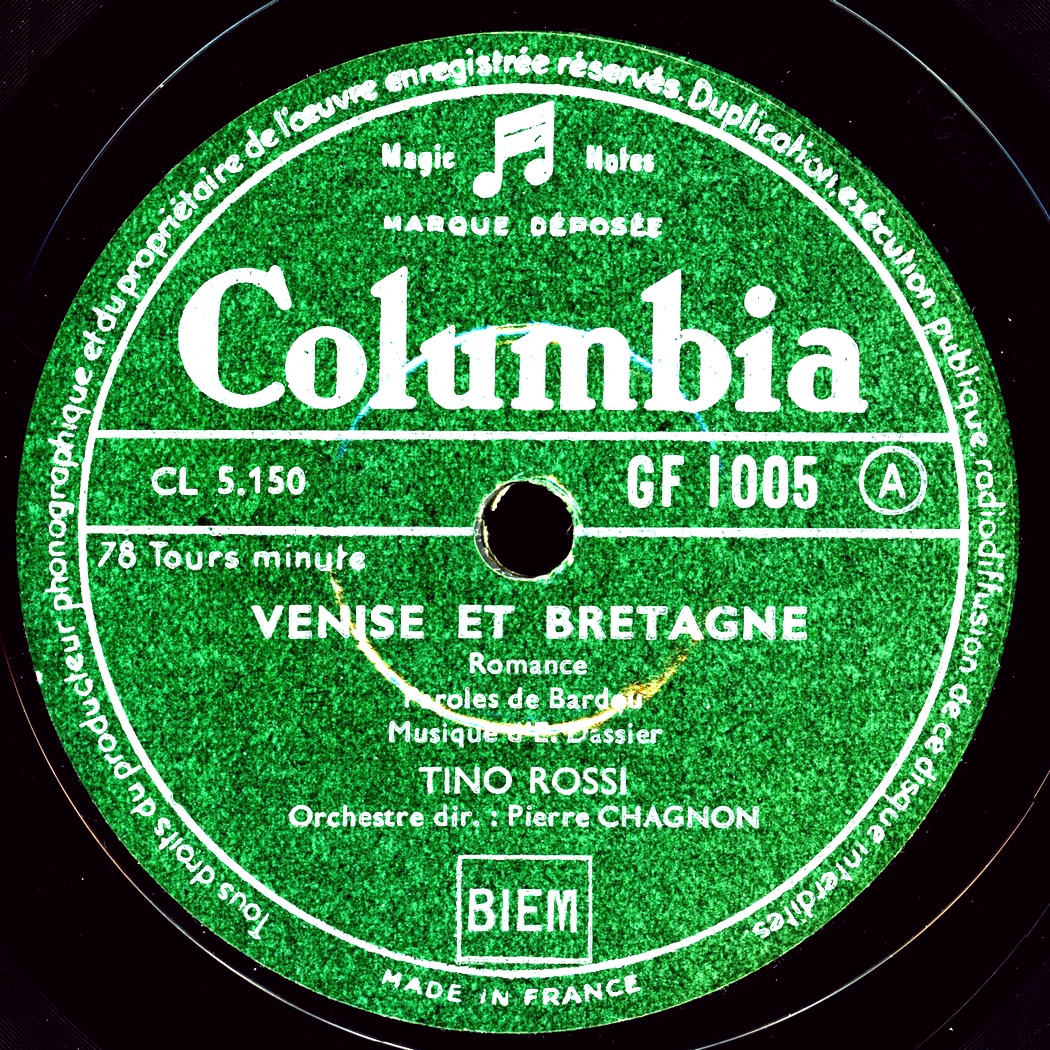 Tous droits du producteur phonographique et du propriétaire de l'œuvre enregistrée réservés. Duplication, exécution publique, radiodiffusion de ce disque interdites.
Magic Notes
MARQUE DÉPOSÉE
Columbia
CL 5.150 GF 1005 A
78 Tours minute
VENISE ET BRETAGNE
Romance
Paroles de Bardou
Musique d'E. Dassier
TINO ROSSI
Orchestre dir. : Pierre CHAGNON
BIEM
MADE IN FRANCE